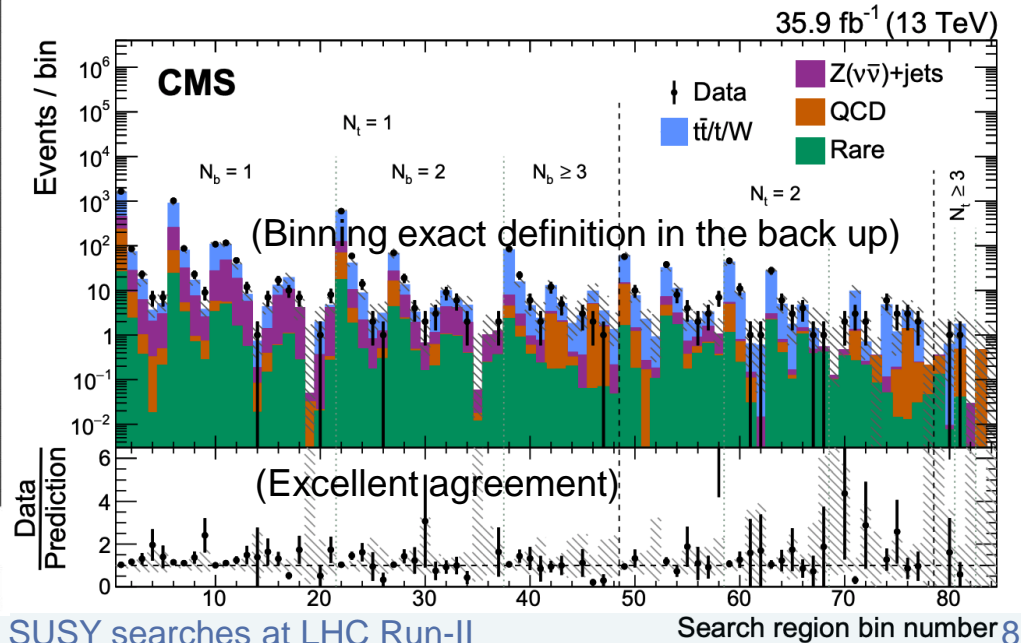 35.9 fb⁻¹ (13 TeV)
Events / bin
10⁶
10⁵
10⁴
10³
10²
10
1
10⁻¹
10⁻²
CMS
Data
tt̄/t/W
Z(νν̄)+jets
QCD
Rare
Nₜ = 1
N_b = 1
N_b = 2
N_b ≥ 3
Nₜ = 2
Nₜ ≥ 3
(Binning exact definition in the back up)
Data
Prediction
6
4
2
0
(Excellent agreement)
10 20 30 40 50 60 70 80
Search region bin number
SUSY searches at LHC Run-II
8